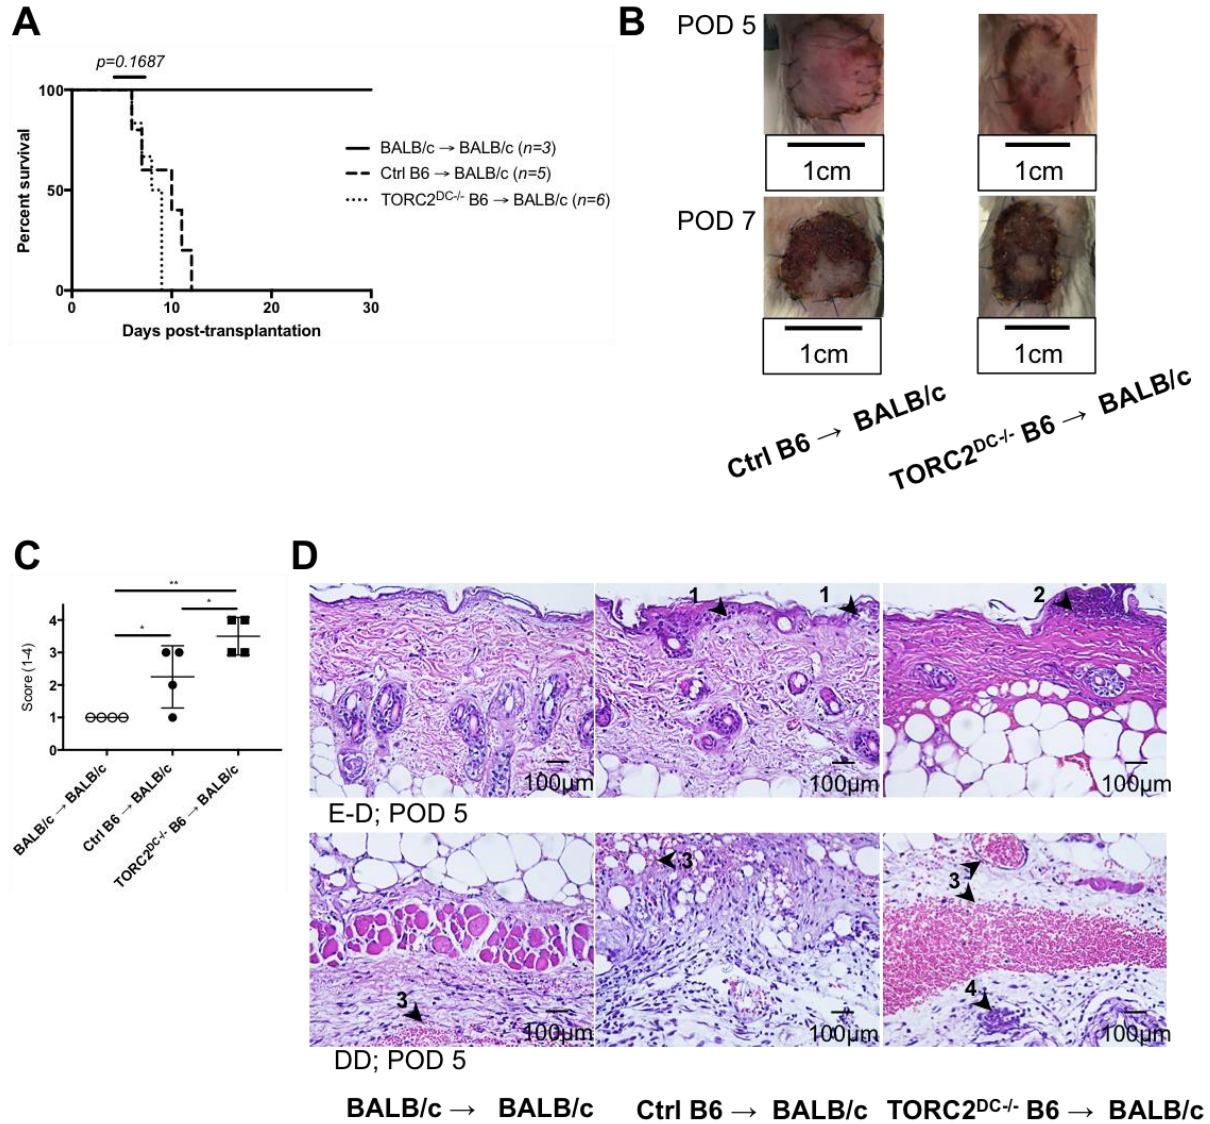 A
p=0.1687
100
50
0
0 10 20 30
Percent survival
Days post-transplantation
BALB/c → BALB/c (n=3)
Ctrl B6 → BALB/c (n=5)
TORC2DC-/- B6 → BALB/c (n=6)
B
POD 5
1cm 1cm
POD 7
1cm 1cm
Ctrl B6 → BALB/c
TORC2DC-/- B6 → BALB/c
C
** 
*
*
4
3
2
1
0
Score (1-4)
BALB/c → BALB/c
Ctrl B6 → BALB/c
TORC2DC-/- B6 → BALB/c
D
1 1 2
100µm 100µm 100µm
E-D; POD 5
3 3 3
4
100µm 100µm 100µm
DD; POD 5
BALB/c → BALB/c Ctrl B6 → BALB/c TORC2DC-/- B6 → BALB/c